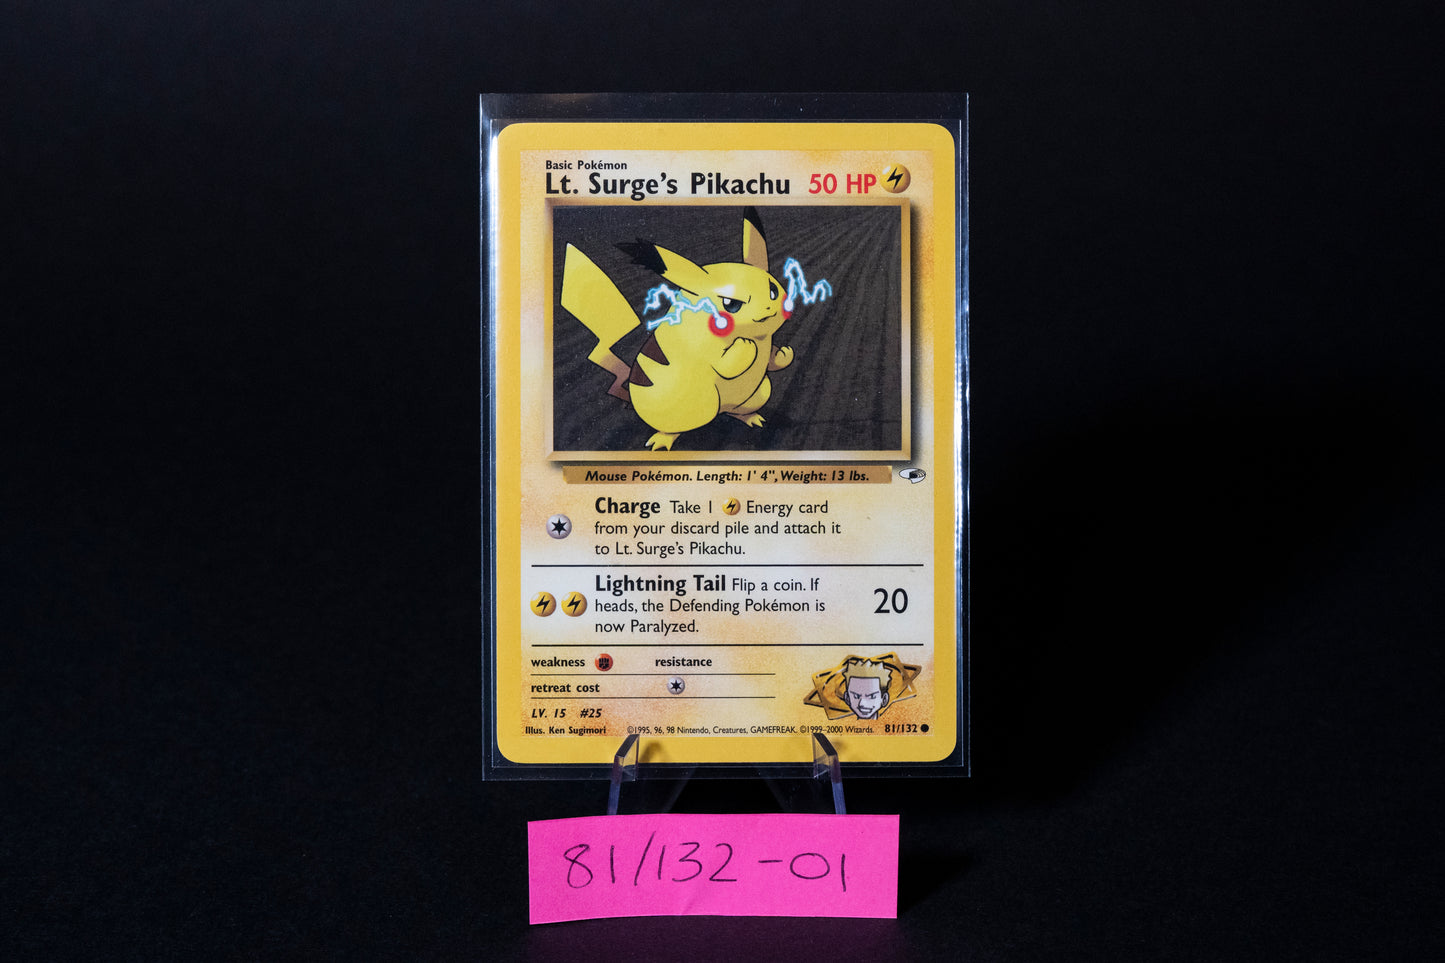 Basic Pokémon
Lt. Surge's Pikachu 50 HP
Mouse Pokémon. Length: 1' 4", Weight: 13 lbs.
Charge Take 1 Energy card
from your discard pile and attach it
to Lt. Surge's Pikachu.
Lightning Tail Flip a coin. If
heads, the Defending Pokémon is
now Paralyzed.
20
weakness resistance
retreat cost
LV. 15 #25
Illus. Ken Sugimori ©1995, 96, 98 Nintendo, Creatures, GAMEFREAK. ©1999-2000 Wizards. 81/132
81/132-01